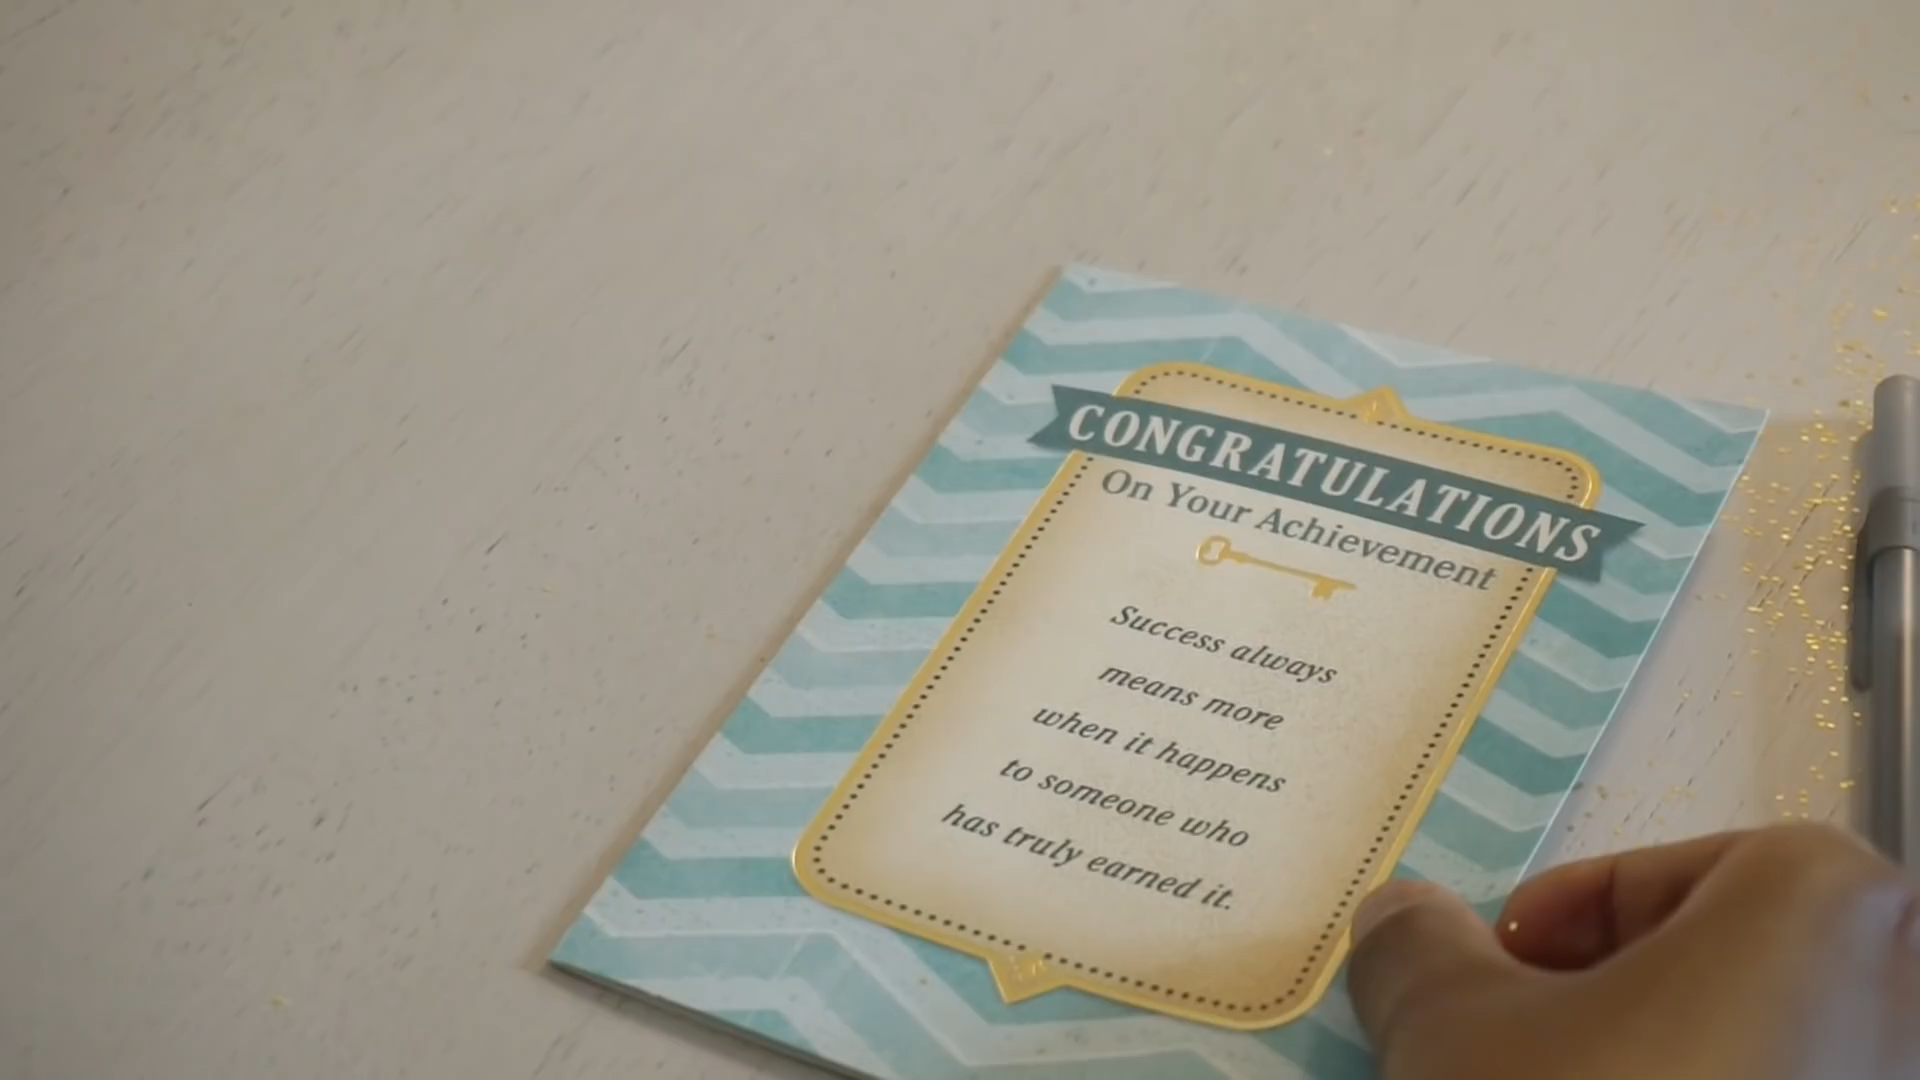 CONGRATULATIONS
On Your Achievement
Success always
means more
when it happens
to someone who
has truly earned it.